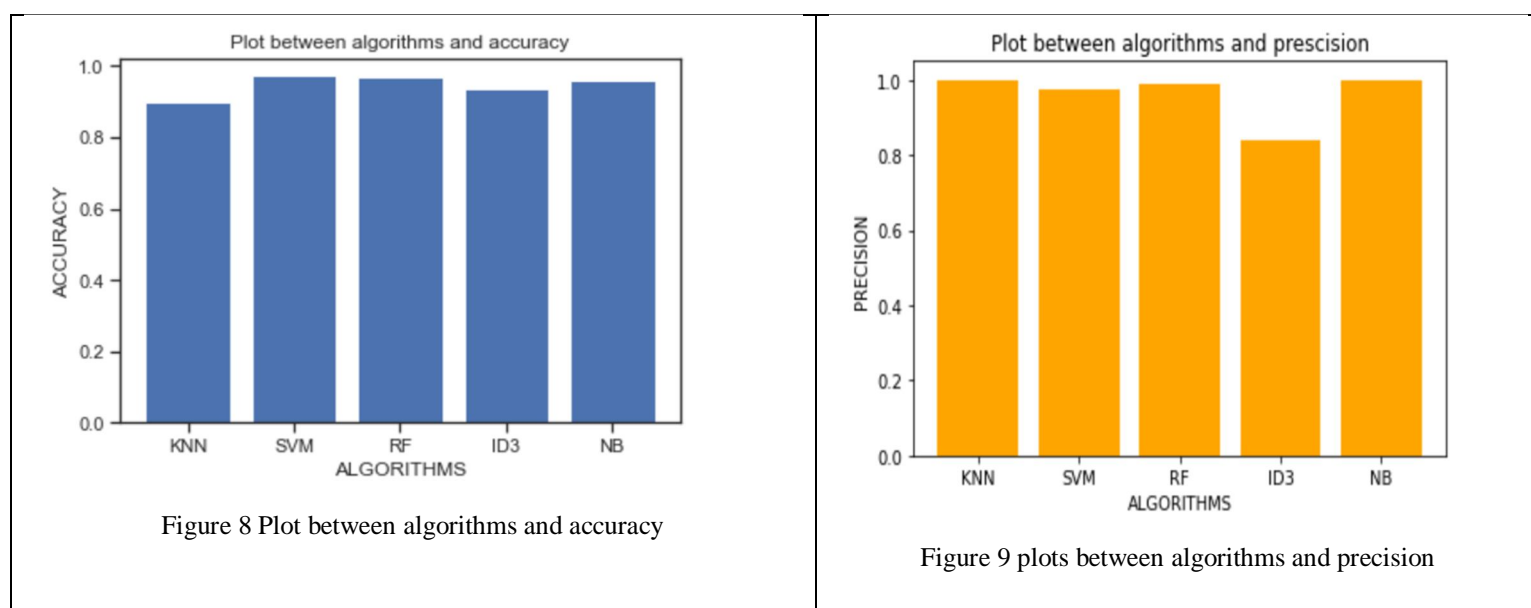 Plot between algorithms and accuracy
1.0
0.8
0.6
0.4
0.2
0.0
ACCURACY
KNN SVM RF ID3 NB
ALGORITHMS
Figure 8 Plot between algorithms and accuracy
Plot between algorithms and prescision
1.0
0.8
0.6
0.4
0.2
0.0
PRECISION
KNN SVM RF ID3 NB
ALGORITHMS
Figure 9 plots between algorithms and precision